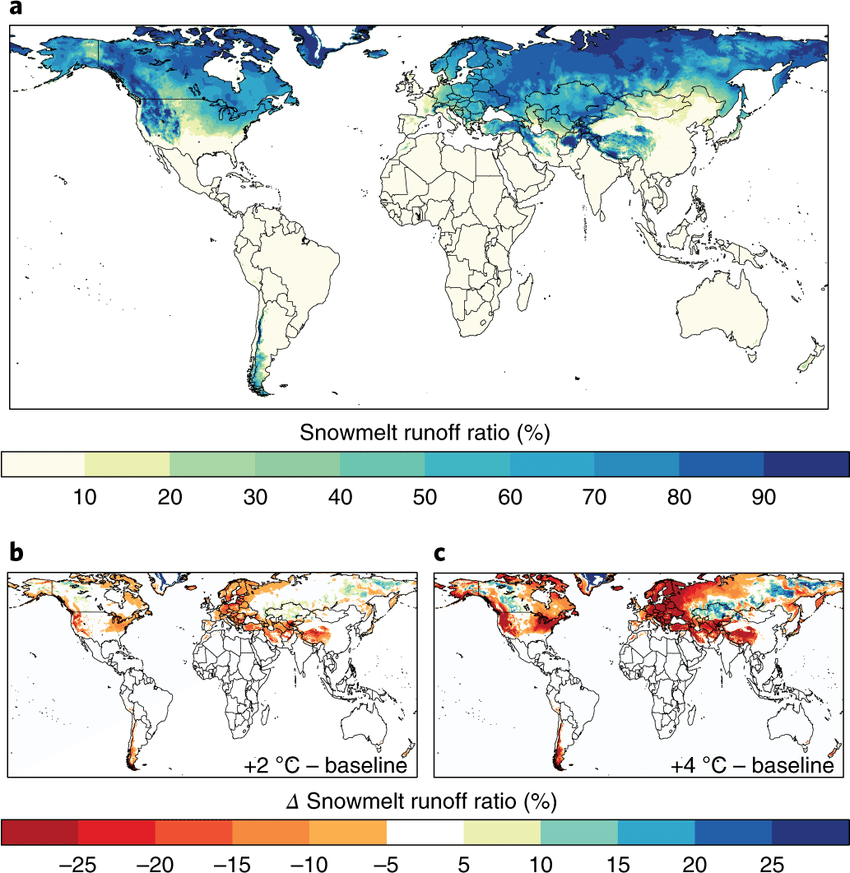 a
Snowmelt runoff ratio (%)
10 20 30 40 50 60 70 80 90
b c
+2 °C – baseline +4 °C – baseline
Δ Snowmelt runoff ratio (%)
–25 –20 –15 –10 –5 5 10 15 20 25